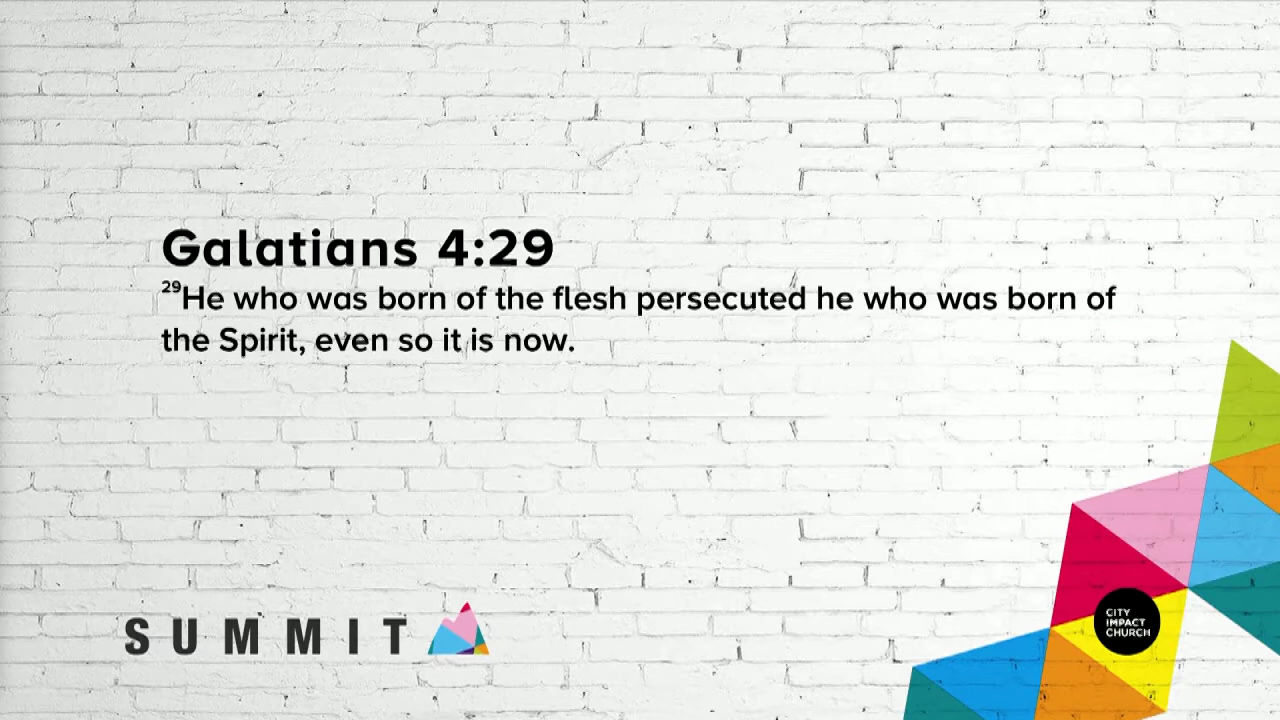 Galatians 4:29
29He who was born of the flesh persecuted he who was born of
the Spirit, even so it is now.
SUMMIT
CITY
IMPACT
CHURCH